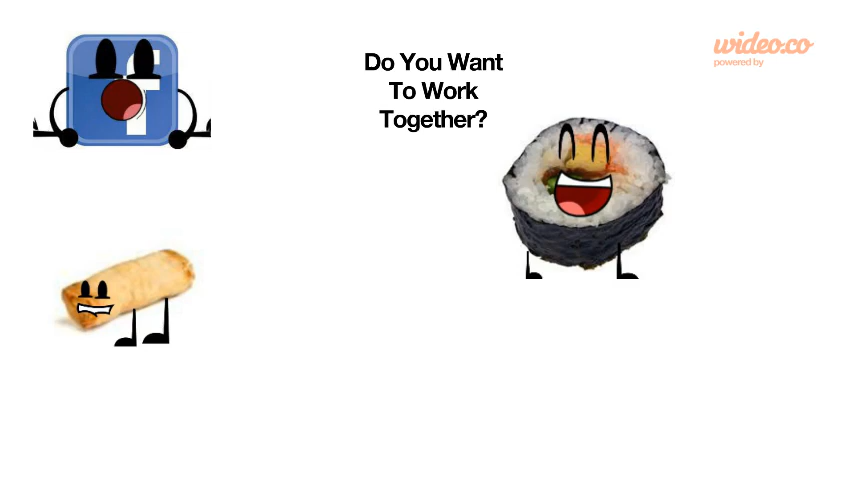 Do You Want
To Work
Together?
wideo.co
powered by
f